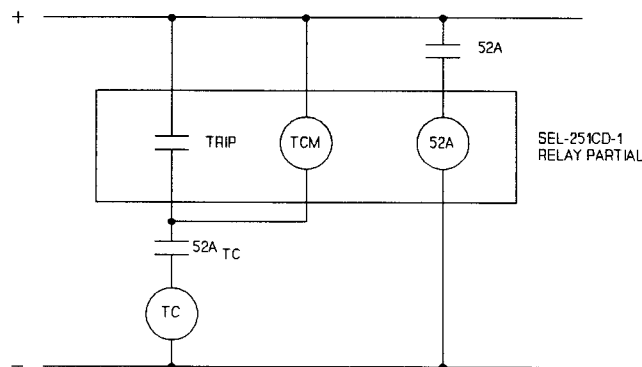 +
52A
TRIP
TCM
52A
SEL-251CD-1
RELAY PARTIAL
52A TC
TC
−